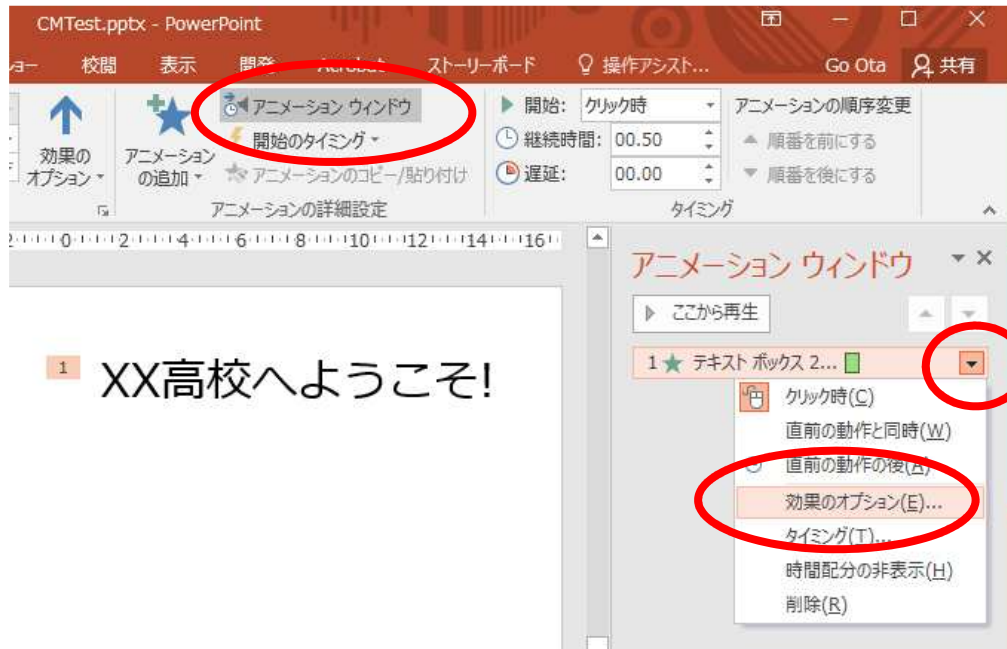 CMTest.pptx - PowerPoint
ョー 校閲 表示 開発 Acrobat ストーリーボード 操作アシスト... Go Ota 共有
効果の
オプション
アニメーション
の追加
アニメーション ウィンドウ
開始のタイミング
アニメーションのコピー/貼り付け
アニメーションの詳細設定
開始: クリック時
継続時間: 00.50
遅延: 00.00
アニメーションの順序変更
順番を前にする
順番を後にする
タイミング
0 2 4 6 8 10 12 14 16
1
XX高校へようこそ!
アニメーション ウィンドウ
ここから再生
1 テキスト ボックス 2...
クリック時(C)
直前の動作と同時(W)
直前の動作の後(A)
効果のオプション(E)...
タイミング(T)...
時間配分の非表示(H)
削除(R)